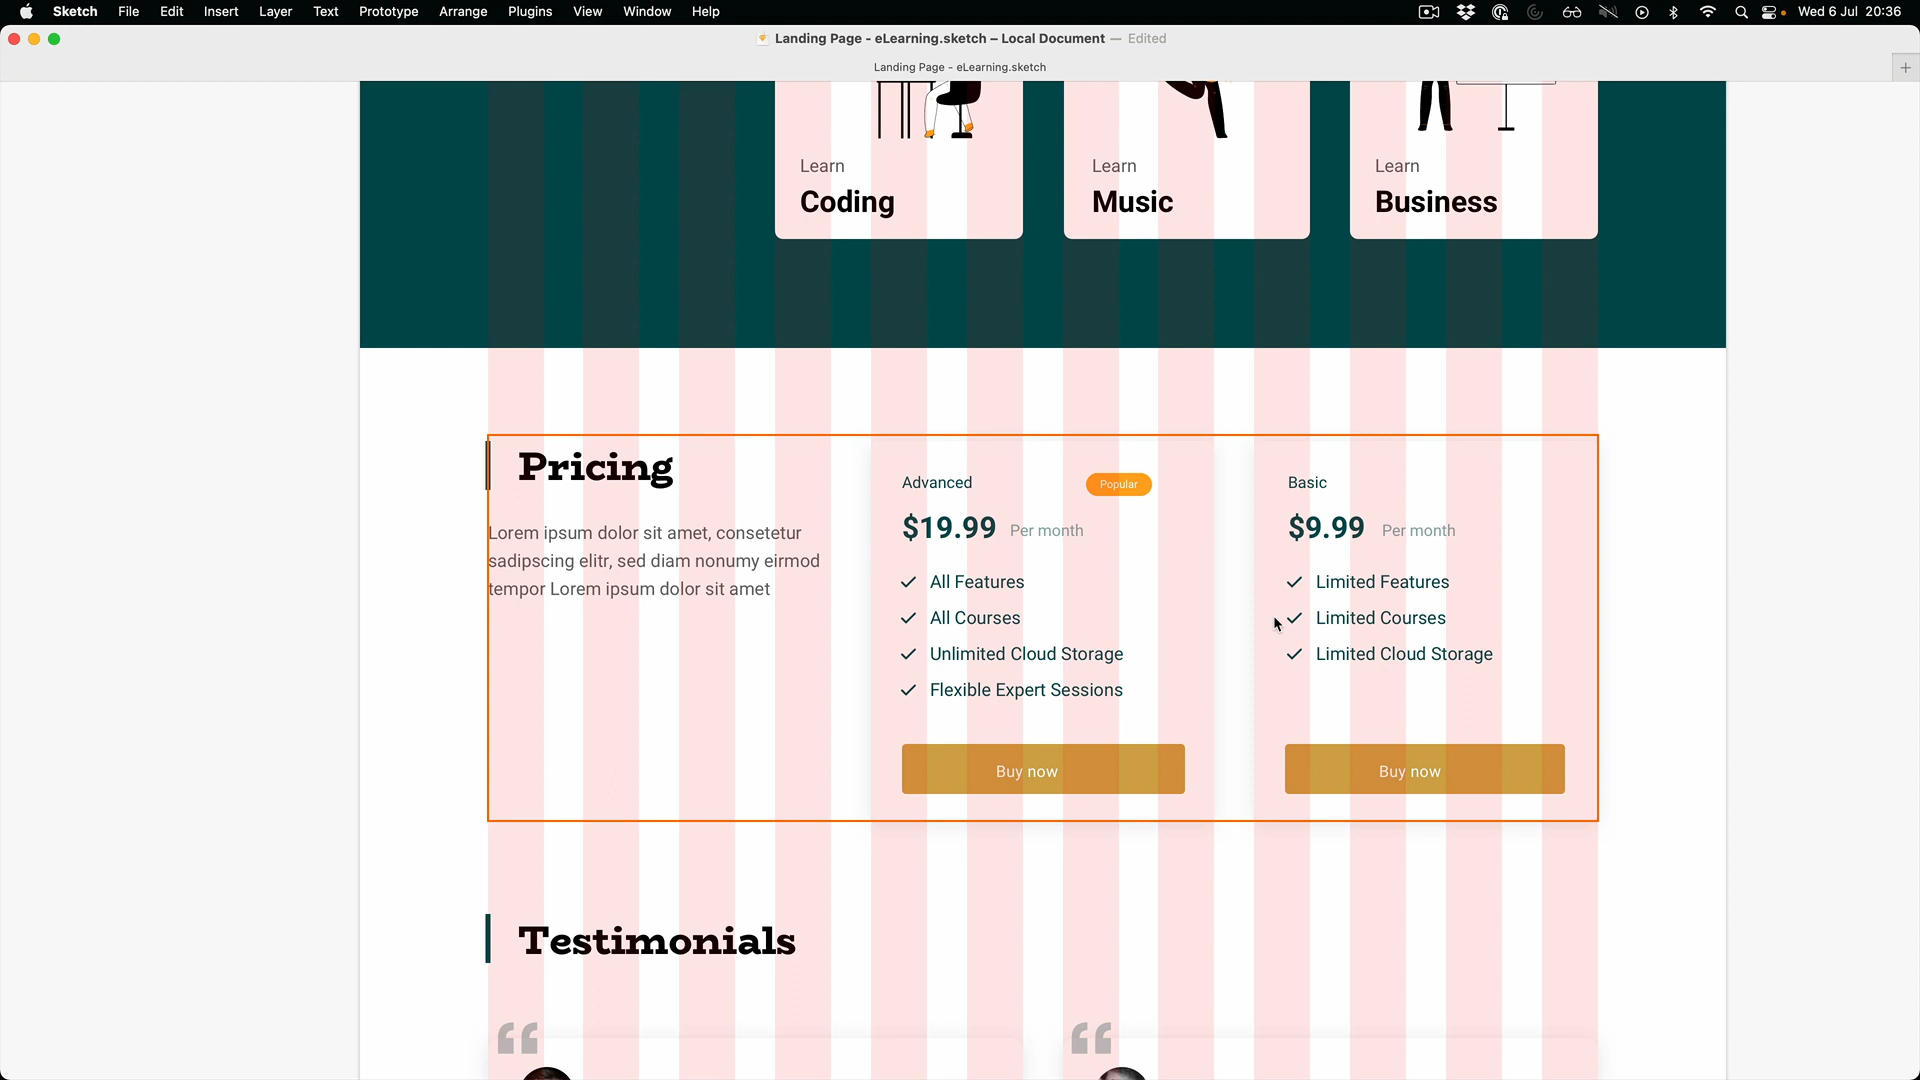 Sketch File Edit Insert Layer Text Prototype Arrange Plugins View Window Help Wed 6 Jul 20:36
Landing Page - eLearning.sketch – Local Document — Edited
Landing Page - eLearning.sketch
Learn
Coding
Learn
Music
Learn
Business
Pricing
Lorem ipsum dolor sit amet, consetetur
sadipscing elitr, sed diam nonumy eirmod
tempor Lorem ipsum dolor sit amet
Advanced Popular
$19.99 Per month
All Features
All Courses
Unlimited Cloud Storage
Flexible Expert Sessions
Buy now
Basic
$9.99 Per month
Limited Features
Limited Courses
Limited Cloud Storage
Buy now
Testimonials
“ “